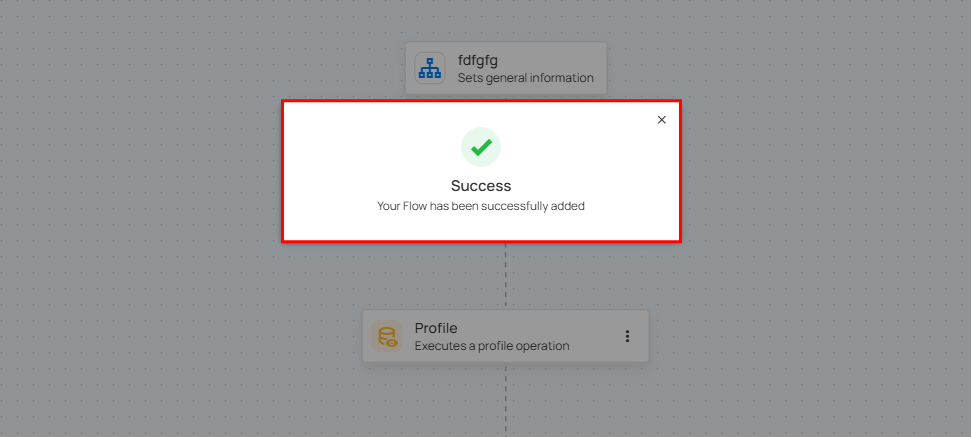 fdfgfg
Sets general information
Success
Your Flow has been successfully added
Profile
Executes a profile operation